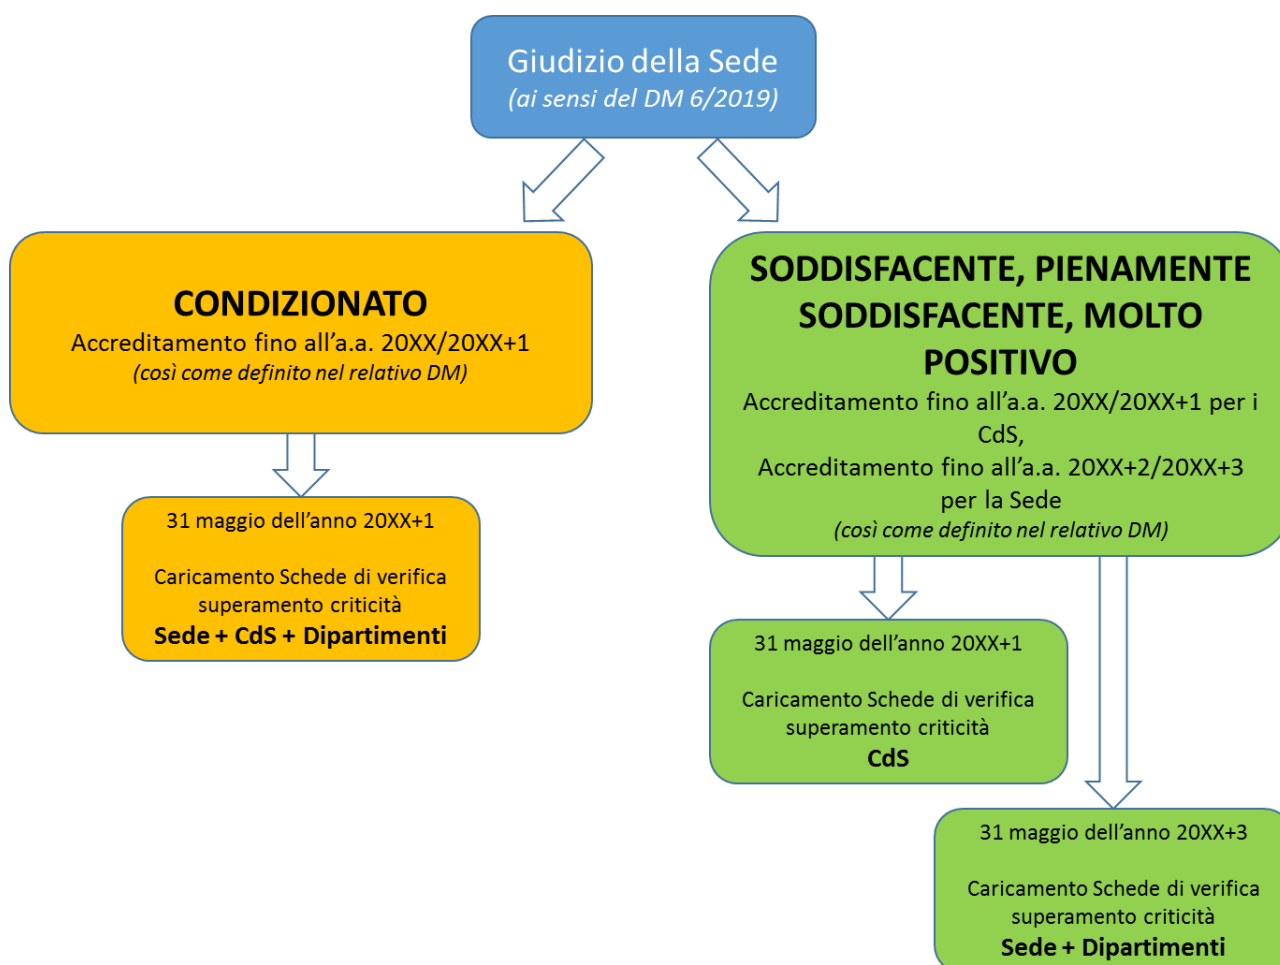 Giudizio della Sede
(ai sensi del DM 6/2019)
CONDIZIONATO
Accreditamento fino all’a.a. 20XX/20XX+1
(così come definito nel relativo DM)
31 maggio dell’anno 20XX+1
Caricamento Schede di verifica
superamento criticità
Sede + CdS + Dipartimenti
SODDISFACENTE, PIENAMENTE
SODDISFACENTE, MOLTO
POSITIVO
Accreditamento fino all’a.a. 20XX/20XX+1 per i
CdS,
Accreditamento fino all’a.a. 20XX+2/20XX+3
per la Sede
(così come definito nel relativo DM)
31 maggio dell’anno 20XX+1
Caricamento Schede di verifica
superamento criticità
CdS
31 maggio dell’anno 20XX+3
Caricamento Schede di verifica
superamento criticità
Sede + Dipartimenti